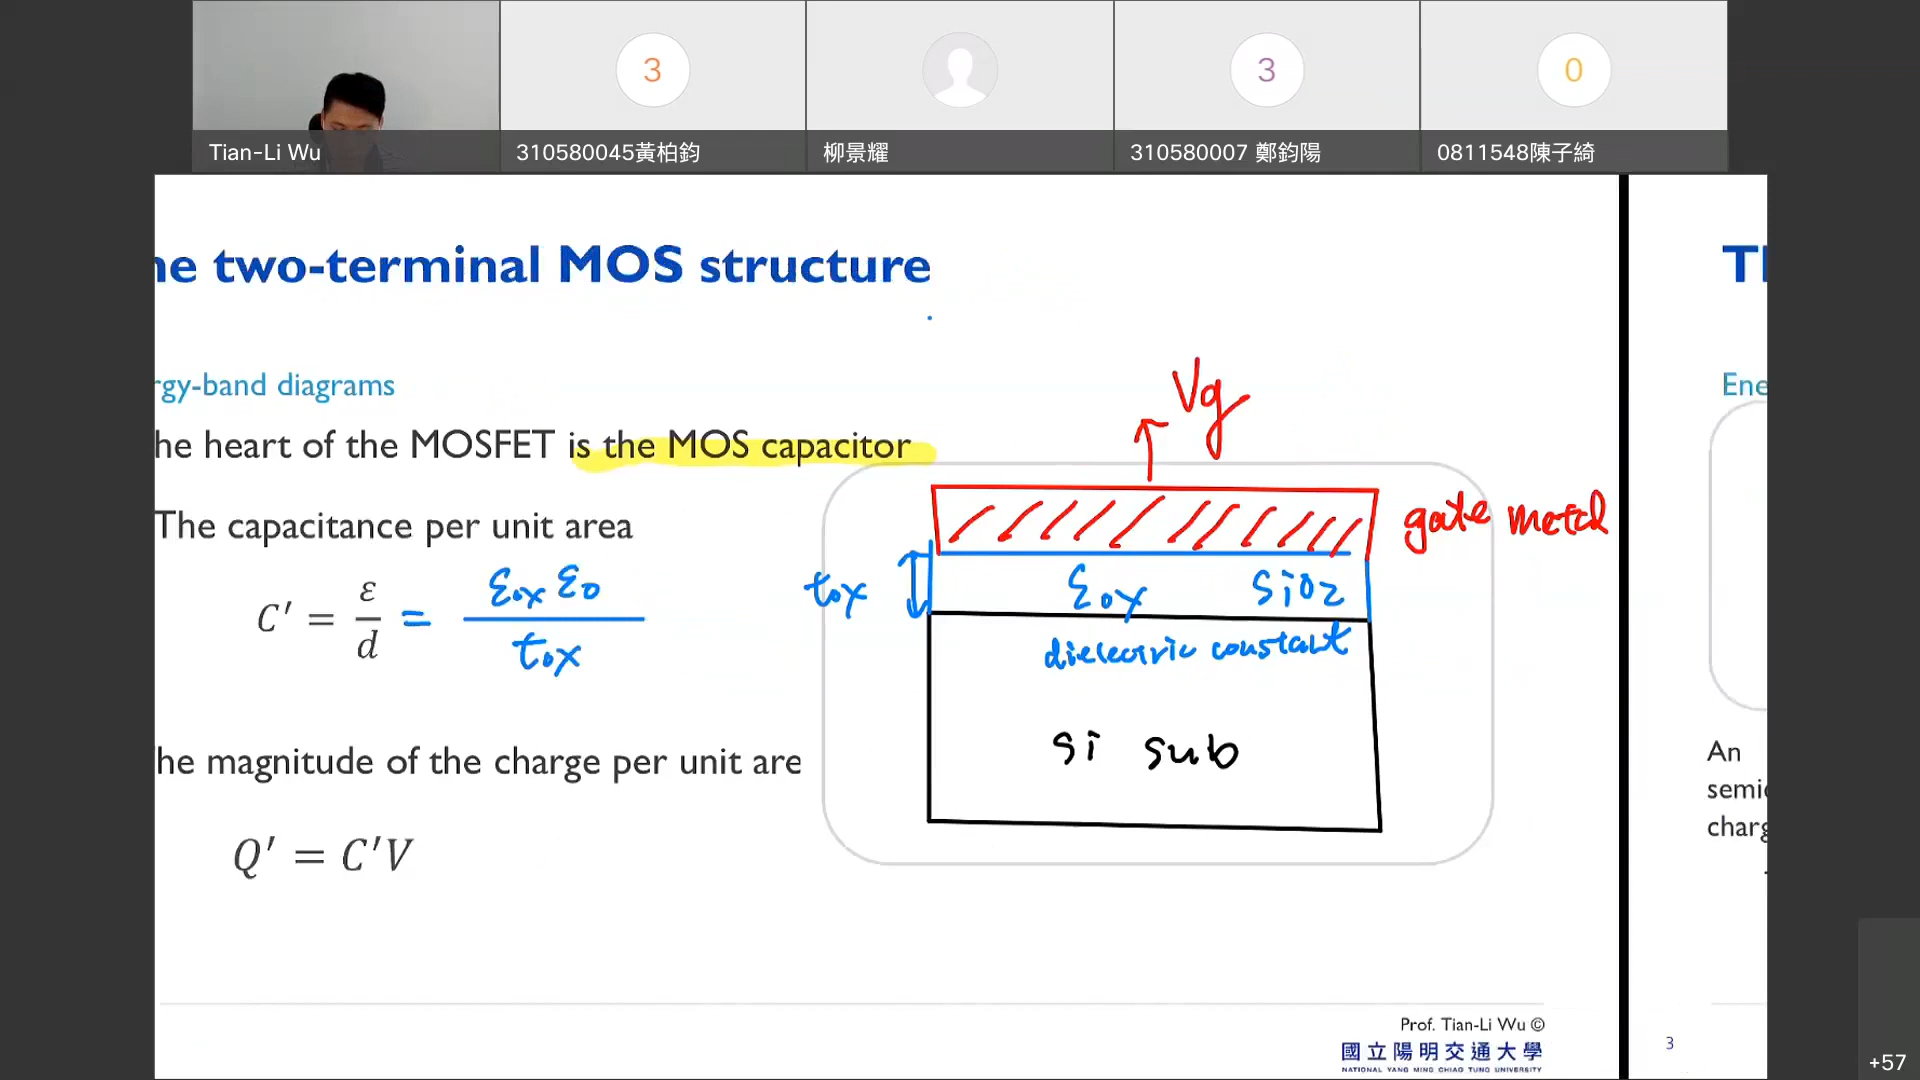 3
3
0
Tian-Li Wu
310580045黃柏鈞
柳景耀
310580007 鄭鈞陽
0811548陳子綺
he two-terminal MOS structure
rgy-band diagrams
he heart of the MOSFET is the MOS capacitor
The capacitance per unit area
C′ = ε/d = εox ε0 / tox
he magnitude of the charge per unit are
Q′ = C′V
Vg
gate metal
tox
εox SiO2
dielectric constant
Si sub
Prof. Tian-Li Wu ©
國立陽明交通大學
NATIONAL YANG MING CHIAO TUNG UNIVERSITY
Ene
An
semic
charg
3
+57